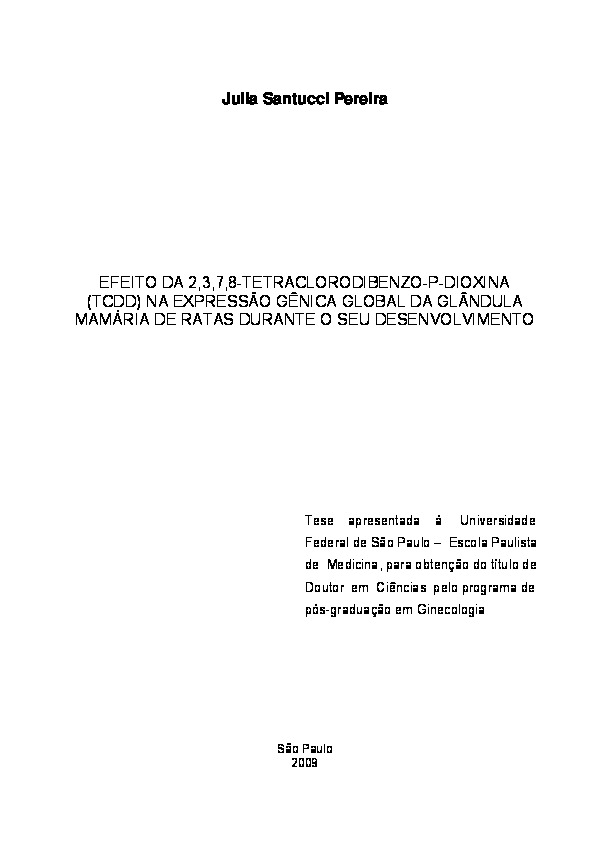 Julia Santucci Pereira
EFEITO DA 2,3,7,8-TETRACLORODIBENZO-P-DIOXINA
(TCDD) NA EXPRESSÃO GÊNICA GLOBAL DA GLÂNDULA
MAMÁRIA DE RATAS DURANTE O SEU DESENVOLVIMENTO
Tese apresentada á Universidade
Federal de São Paulo – Escola Paulista
de Medicina, para obtenção do título de
Doutor em Ciências pelo programa de
pós-graduação em Ginecologia
São Paulo
2009